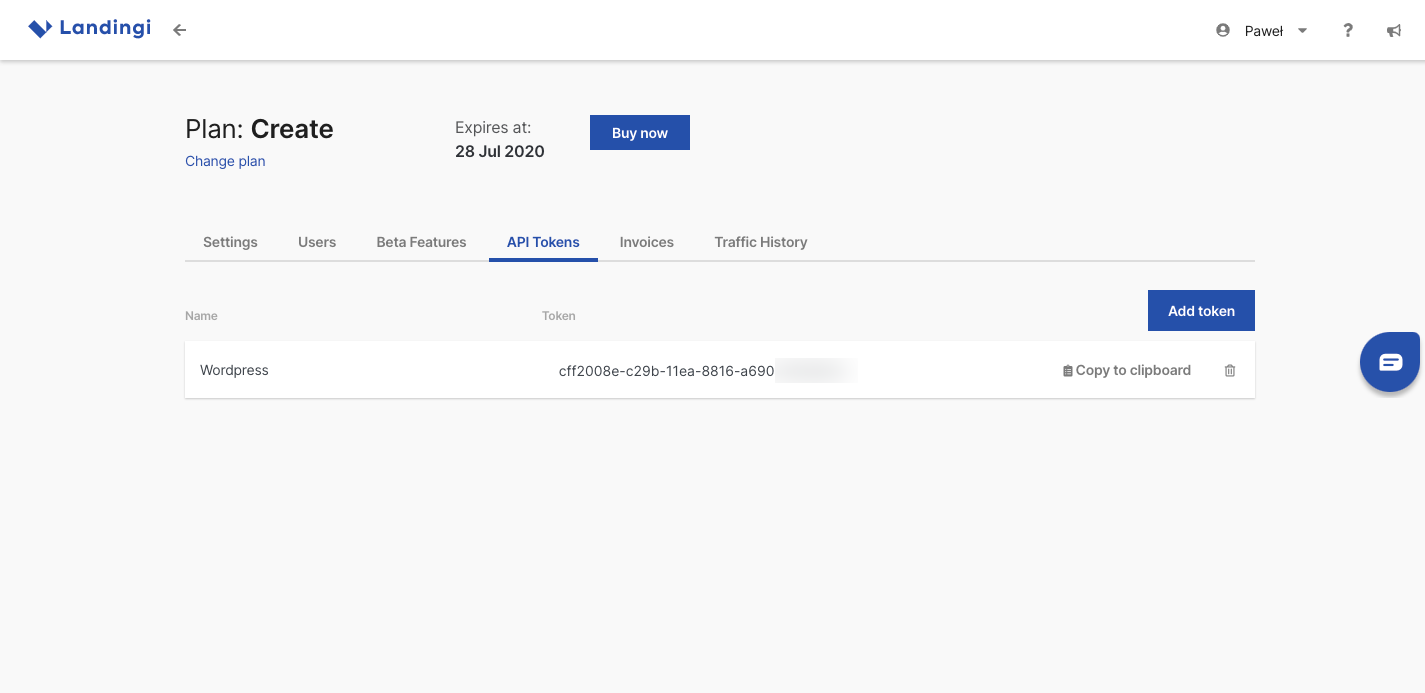 Landingi
Paweł
?
Plan: Create
Change plan
Expires at:
28 Jul 2020
Buy now
Settings Users Beta Features API Tokens Invoices Traffic History
Name Token Add token
Wordpress cff2008e-c29b-11ea-8816-a690 Copy to clipboard